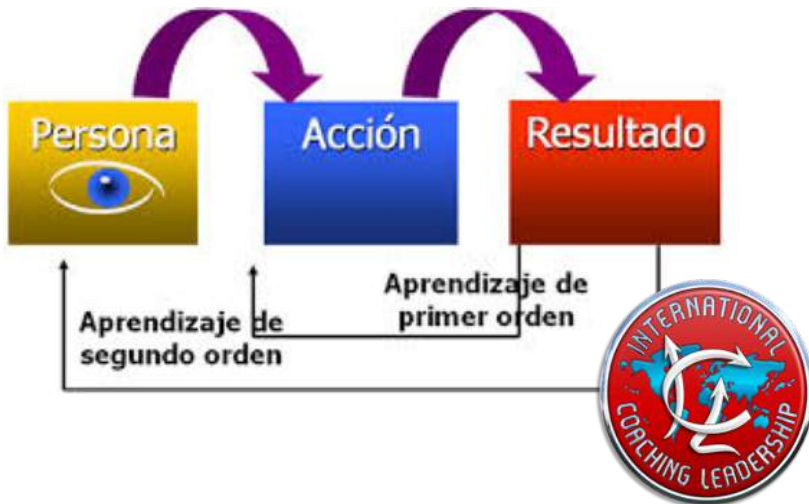 Persona
Acción
Resultado
Aprendizaje de
primer orden
Aprendizaje de
segundo orden
INTERNATIONAL
COACHING LEADERSHIP